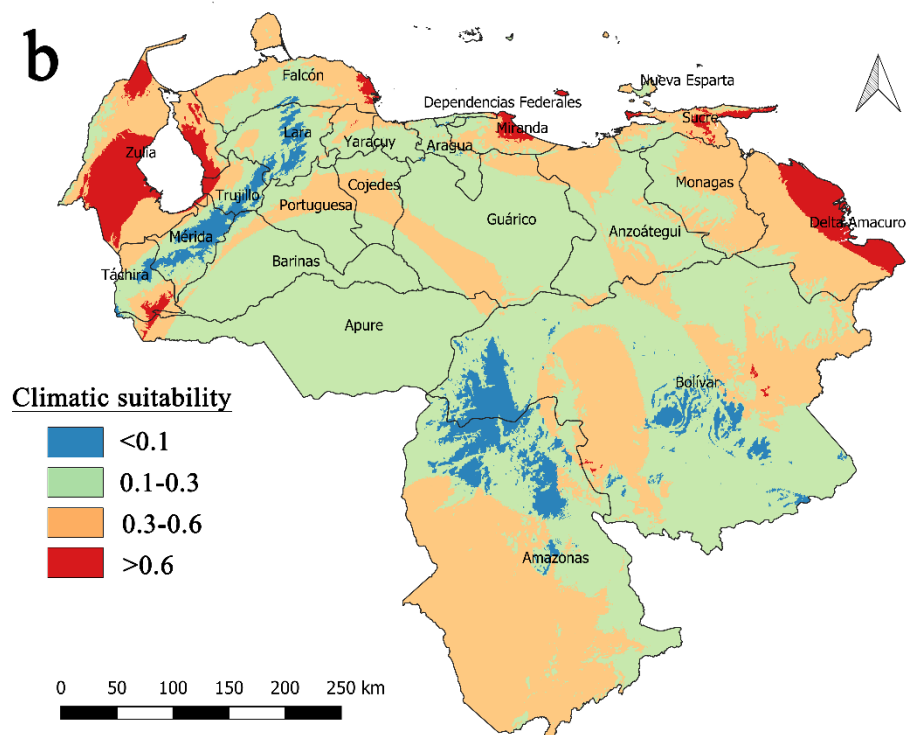 b
Falcón
Nueva Esparta
Dependencias Federales
Sucre
Miranda
Lara
Yaracuy
Aragua
Zulia
Monagas
Cojedes
Trujillo
Portuguesa
Guárico
Delta Amacuro
Anzoátegui
Mérida
Barinas
Táchira
Apure
Bolívar
Climatic suitability
<0.1
0.1-0.3
0.3-0.6
>0.6
Amazonas
0 50 100 150 200 250 km